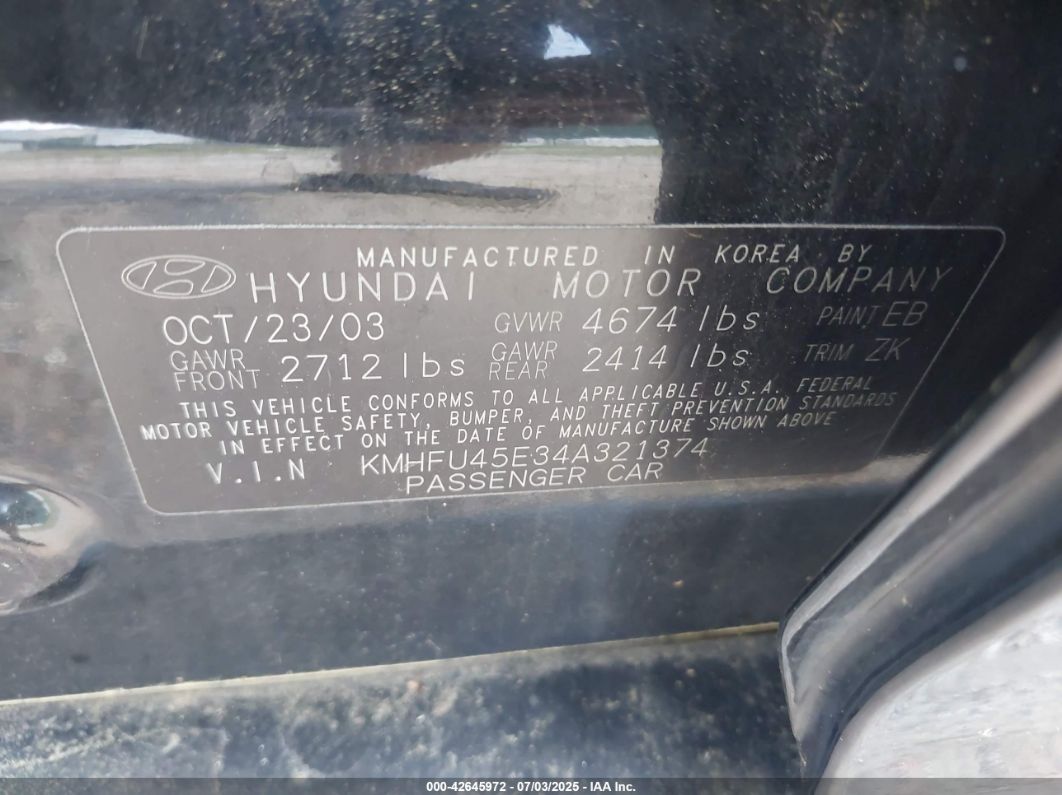 MANUFACTURED IN KOREA BY
HYUNDAI MOTOR COMPANY
OCT/23/03 GVWR 4674 lbs PAINT EB
GAWR FRONT 2712 lbs GAWR REAR 2414 lbs TRIM ZK
THIS VEHICLE CONFORMS TO ALL APPLICABLE U.S.A. FEDERAL
MOTOR VEHICLE SAFETY, BUMPER, AND THEFT PREVENTION STANDARDS
IN EFFECT ON THE DATE OF MANUFACTURE SHOWN ABOVE
V.I.N KMHFU45E34A321374
PASSENGER CAR
000-42645972 - 07/03/2025 - IAA Inc.